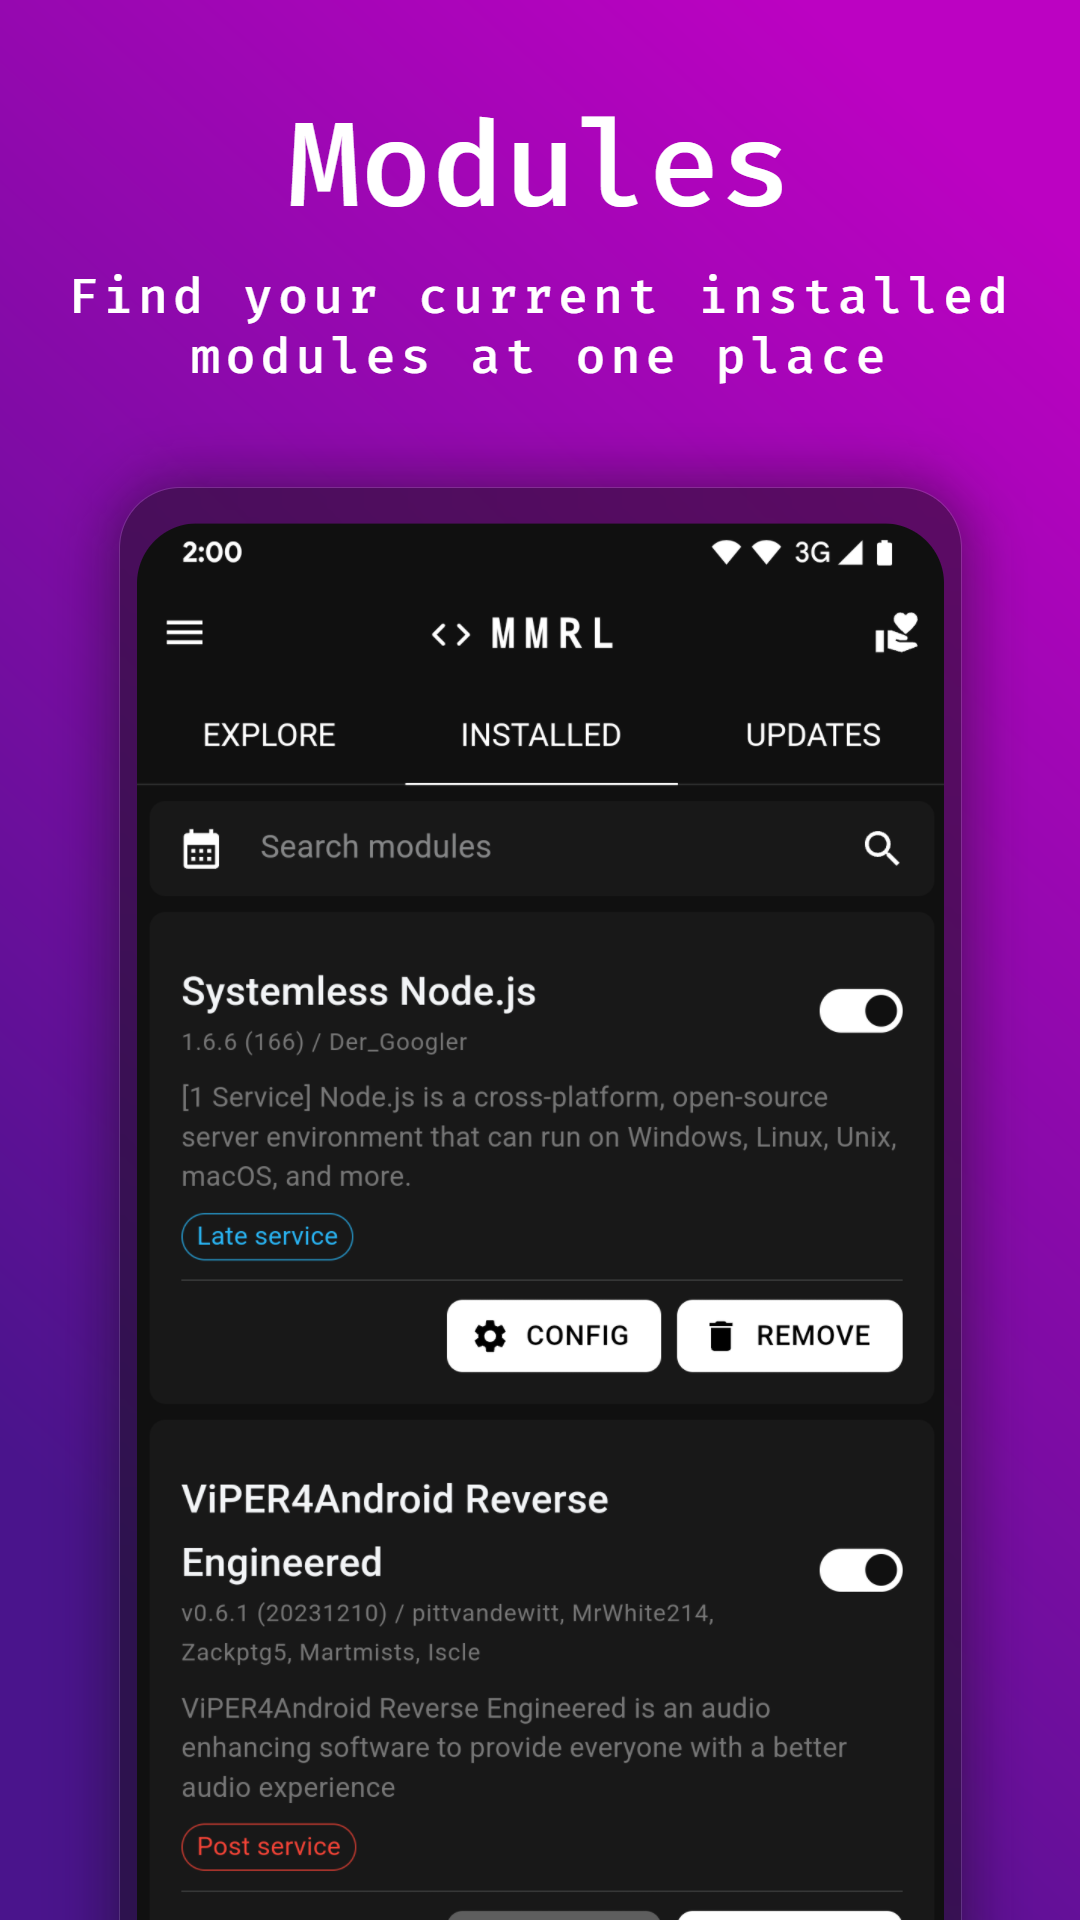 Modules
Find your current installed
modules at one place
2:00
3G
<> MMRL
EXPLORE
INSTALLED
UPDATES
Search modules
Systemless Node.js
1.6.6 (166) / Der_Googler
[1 Service] Node.js is a cross-platform, open-source
server environment that can run on Windows, Linux, Unix,
macOS, and more.
Late service
CONFIG
REMOVE
ViPER4Android Reverse
Engineered
v0.6.1 (20231210) / pittvandewitt, MrWhite214,
Zackptg5, Martmists, Iscle
ViPER4Android Reverse Engineered is an audio
enhancing software to provide everyone with a better
audio experience
Post service